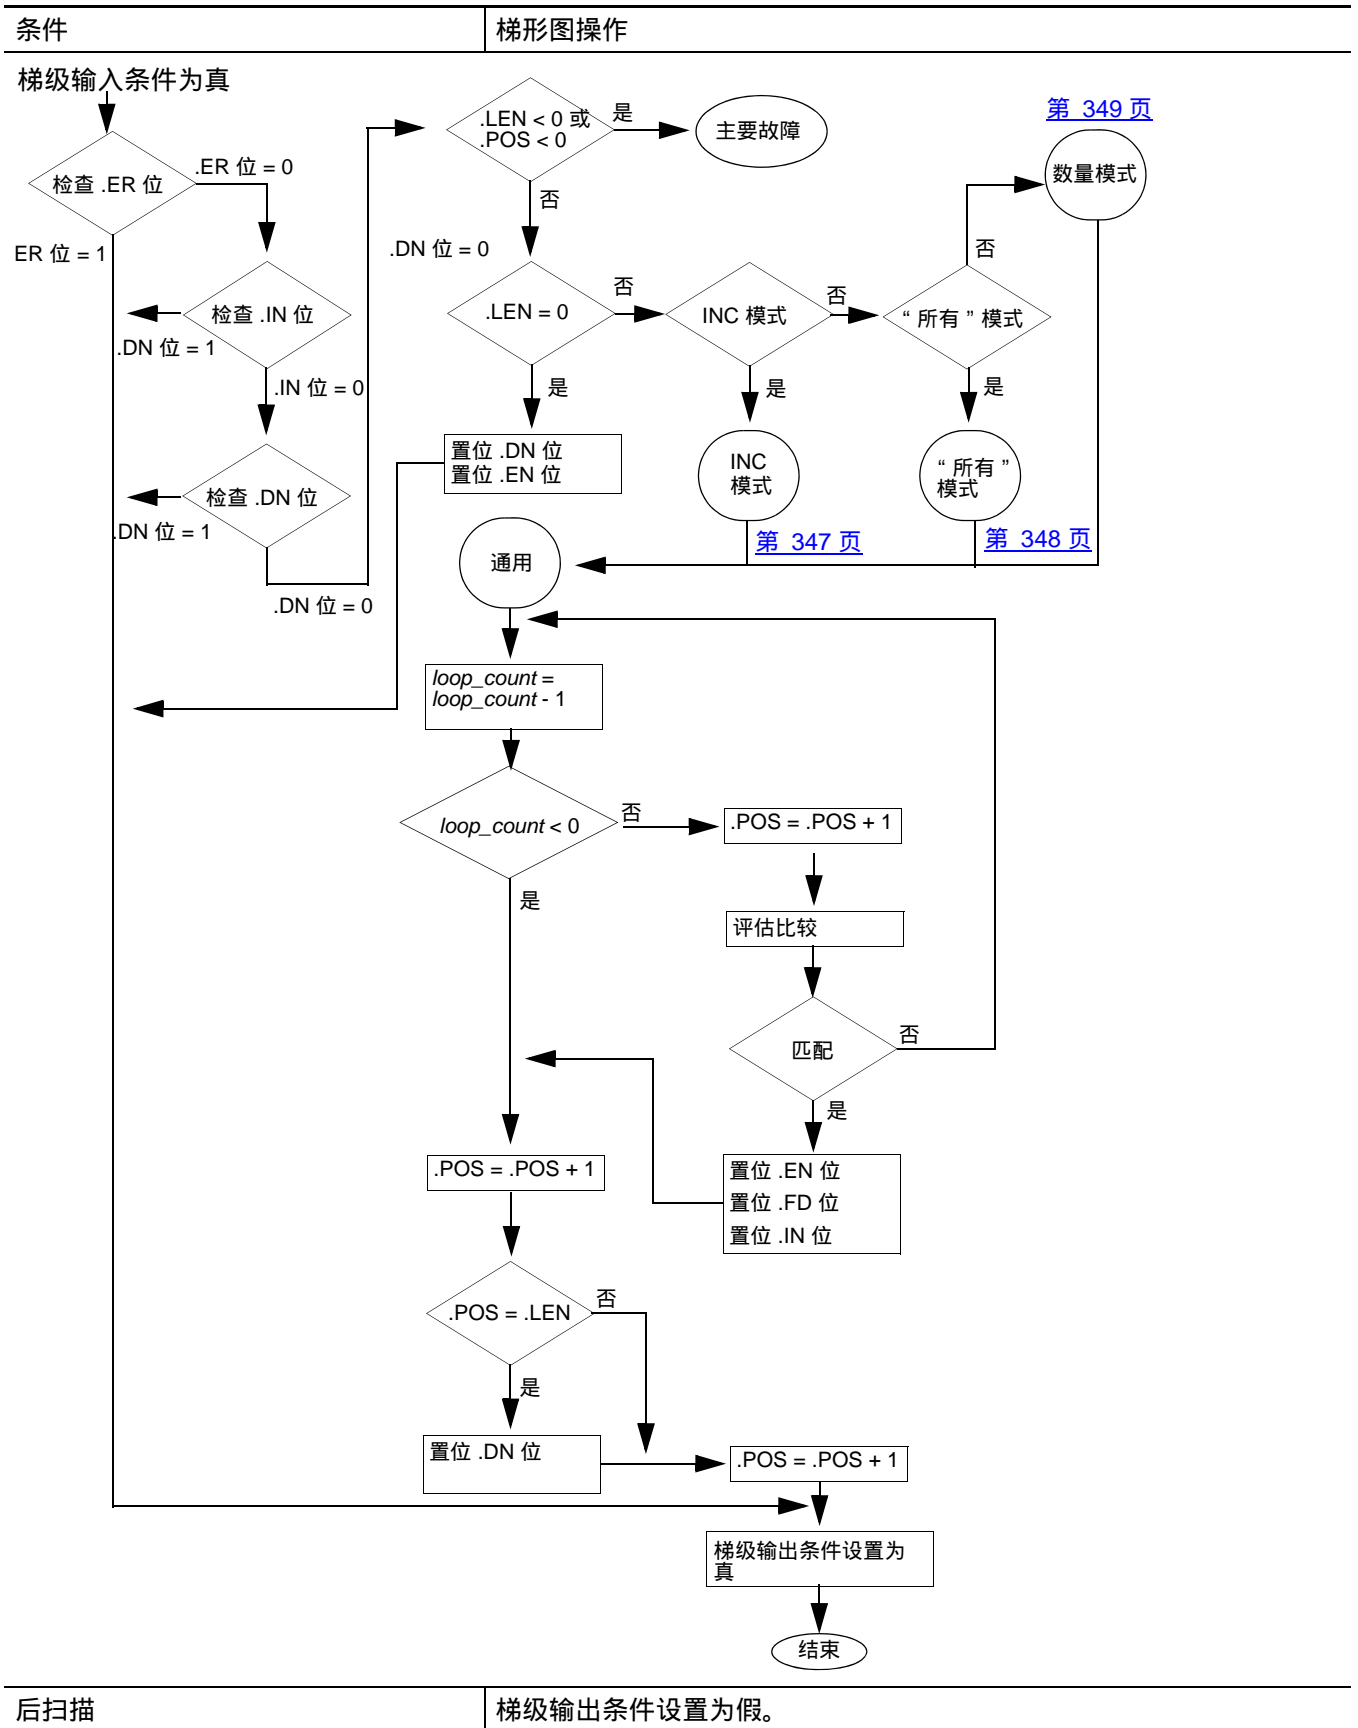 条件
梯形图操作
梯级输入条件为真
检查 .ER 位
.ER 位 = 0
ER 位 = 1
检查 .IN 位
.DN 位 = 1
.IN 位 = 0
检查 .DN 位
.DN 位 = 1
.DN 位 = 0
.LEN < 0 或
.POS < 0
是
主要故障
否
.DN 位 = 0
.LEN = 0
否
INC 模式
否
“ 所有 ” 模式
否
第 349 页
数量模式
是
置位 .DN 位
置位 .EN 位
是
INC
模式
第 347 页
是
“ 所有 ”
模式
第 348 页
通用
loop_count =
loop_count - 1
loop_count < 0
否
.POS = .POS + 1
是
评估比较
匹配
否
是
置位 .EN 位
置位 .FD 位
置位 .IN 位
.POS = .POS + 1
.POS = .LEN
否
是
置位 .DN 位
.POS = .POS + 1
梯级输出条件设置为
真
结束
后扫描
梯级输出条件设置为假。